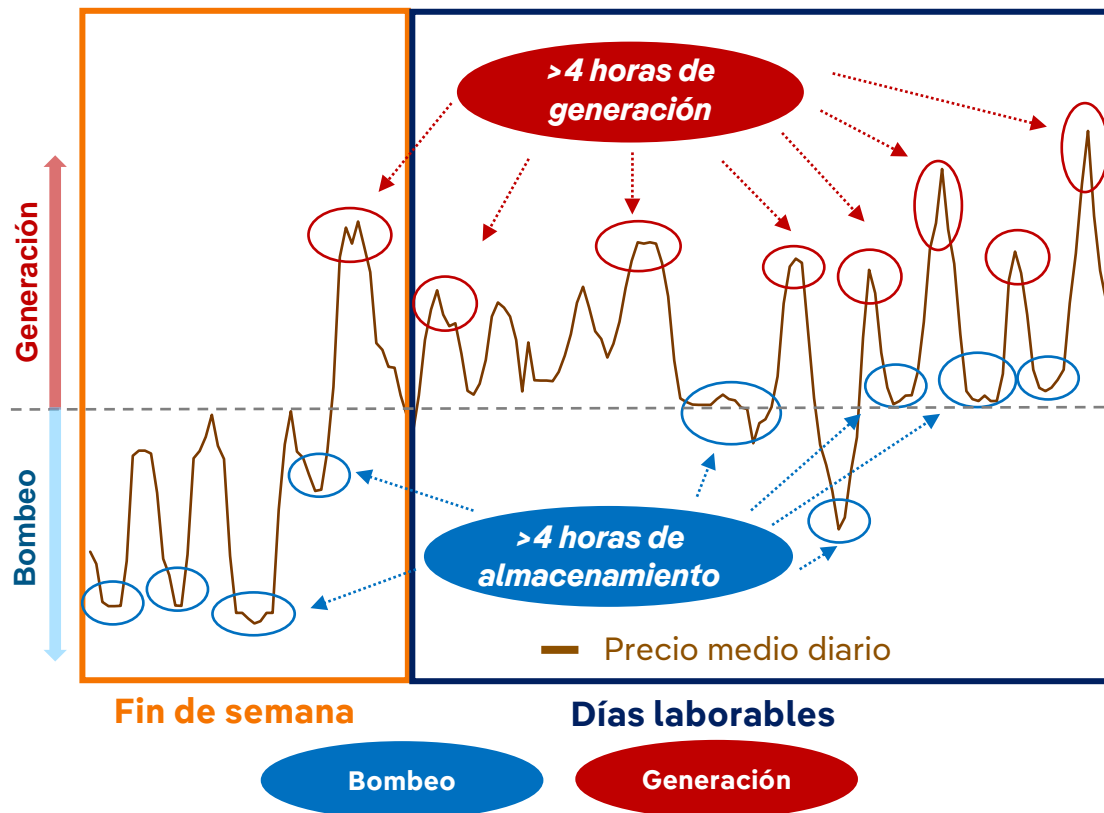 >4 horas de
generación
Generación
Bombeo
>4 horas de
almacenamiento
Precio medio diario
Fin de semana
Días laborables
Bombeo
Generación